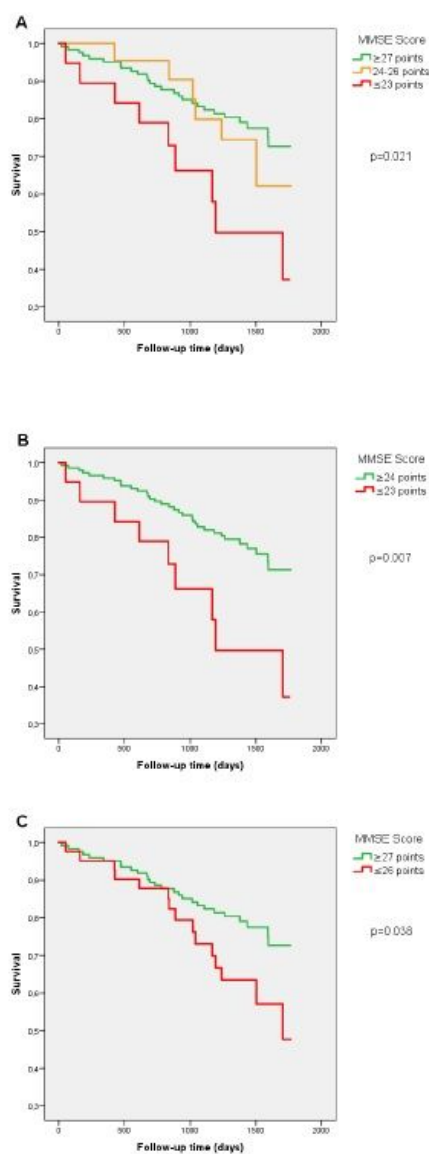 A
MMSE Score
≥27 points
24-26 points
≤23 points
p=0.021
Survival
1,0
0,9
0,8
0,7
0,6
0,5
0,4
0,3
0 500 1000 1500 2000
Follow-up time (days)
B
MMSE Score
≥24 points
≤23 points
p=0.007
Survival
1,0
0,9
0,8
0,7
0,6
0,5
0,4
0,3
0 500 1000 1500 2000
Follow-up time (days)
C
MMSE Score
≥27 points
≤26 points
p=0.038
Survival
1,0
0,9
0,8
0,7
0,6
0,5
0,4
0,3
0 500 1000 1500 2000
Follow-up time (days)